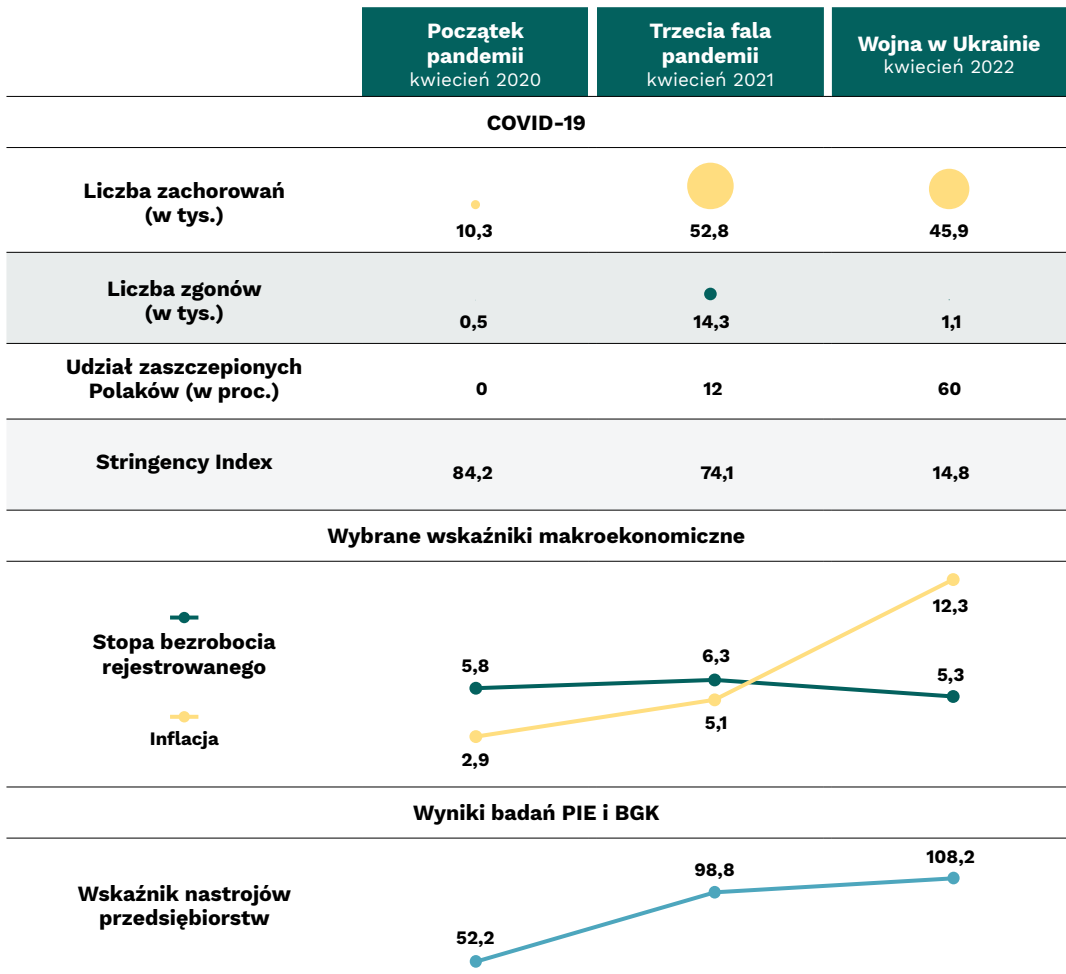 Początek
pandemii
kwiecień 2020
Trzecia fala
pandemii
kwiecień 2021
Wojna w Ukrainie
kwiecień 2022
COVID-19
Liczba zachorowań
(w tys.)
10,3
52,8
45,9
Liczba zgonów
(w tys.)
0,5
14,3
1,1
Udział zaszczepionych
Polaków (w proc.)
0
12
60
Stringency Index
84,2
74,1
14,8
Wybrane wskaźniki makroekonomiczne
Stopa bezrobocia
rejestrowanego
5,8
6,3
5,3
Inflacja
2,9
5,1
12,3
Wyniki badań PIE i BGK
Wskaźnik nastrojów
przedsiębiorstw
52,2
98,8
108,2